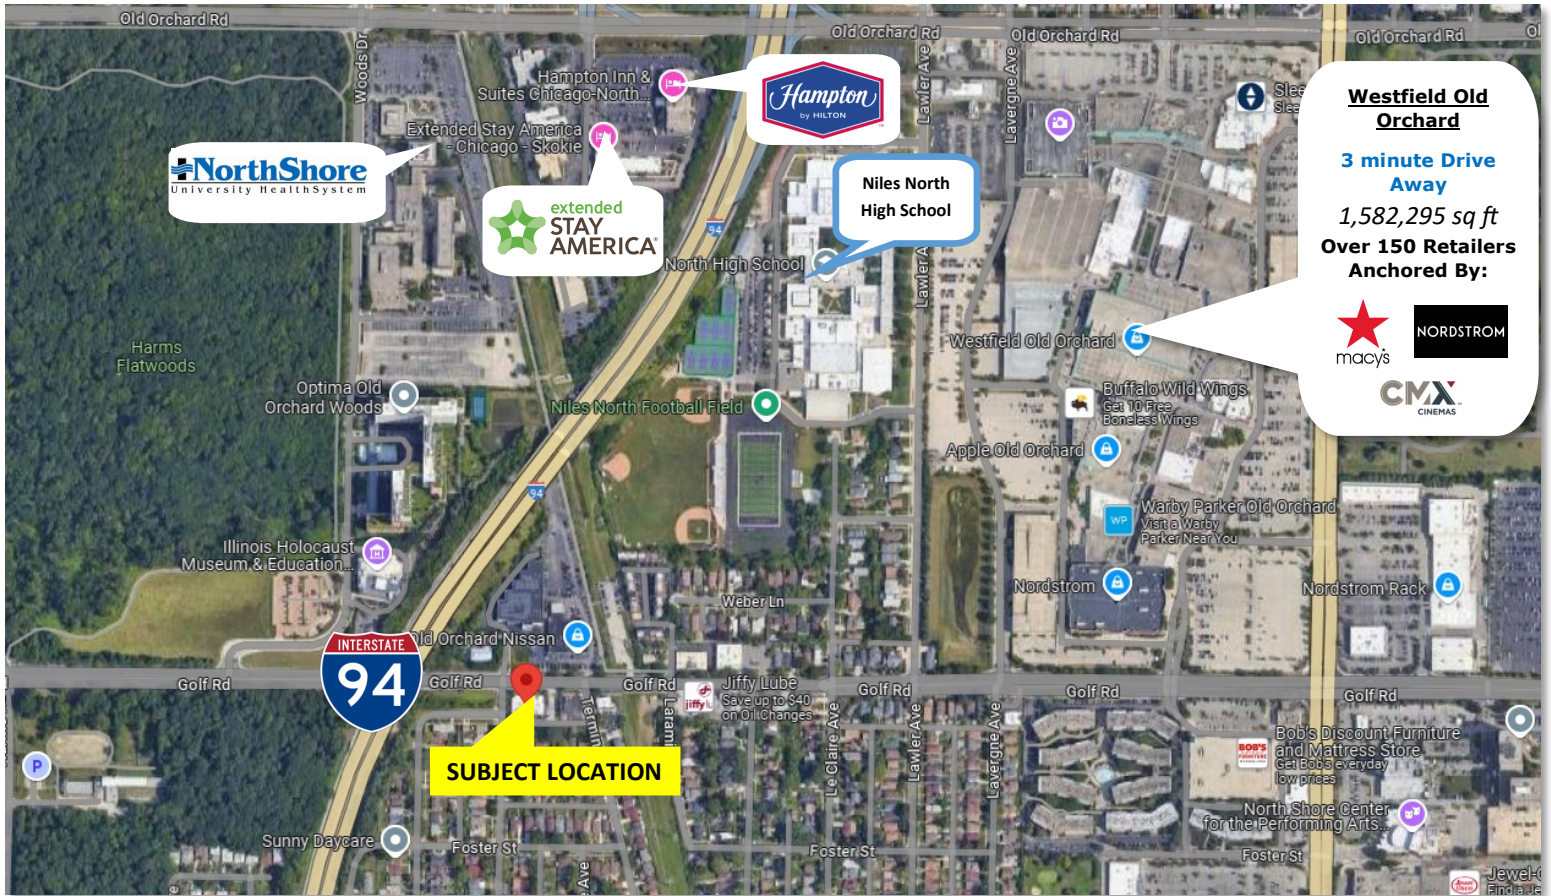 Old Orchard Rd
Old Orchard Rd
Old Orchard Rd
Old Orchard Rd
Woods Dr
Lawler Ave
Lavergne Ave
Hampton Inn &
Suites Chicago-North...
Hampton
by HILTON
Extended Stay America
- Chicago - Skokie
NorthShore
University HealthSystem
extended
STAY
AMERICA
Niles North
High School
94
North High School
Westfield Old
Orchard
3 minute Drive
Away
1,582,295 sq ft
Over 150 Retailers
Anchored By:
macy's
NORDSTROM
CMX
CINEMAS
Harms
Flatwoods
Westfield Old Orchard
Optima Old
Orchard Woods
Niles North Football Field
Buffalo Wild Wings
Get 10 Free
Boneless Wings
Apple Old Orchard
94
WP
Warby Parker Old Orchard
Visit a Warby
Parker Near You
Illinois Holocaust
Museum & Education...
Nordstrom
Nordstrom Rack
Weber Ln
Old Orchard Nissan
INTERSTATE
94
Golf Rd
Golf Rd
Golf Rd
Golf Rd
Golf Rd
Golf Rd
Jiffy Lube
Save up to $40
on Oil Changes
Le Claire Ave
Lawler Ave
Lavergne Ave
SUBJECT LOCATION
P
BOB'S
Bob's Discount Furniture
and Mattress Store
Get Bob's everyday
low prices
North Shore Center
for the Performing Arts...
Sunny Daycare
Foster St
Foster St
Foster St
Jewel-
Find a Je